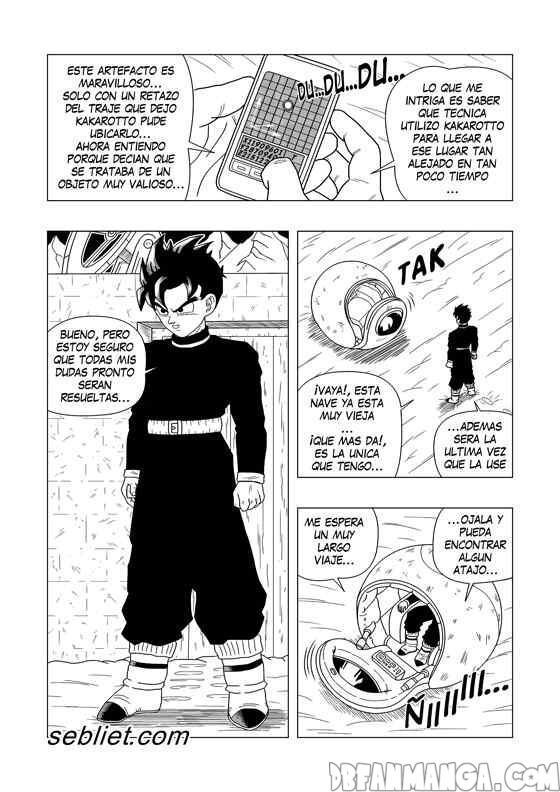 ESTE ARTEFACTO ES
MARAVILLOSO...
SOLO CON UN RETAZO
DEL TRAJE QUE DEJO
KAKAROTTO PUDE
UBICARLO...
AHORA ENTIENDO
PORQUE DECIAN QUE
SE TRATABA DE UN
OBJETO MUY VALIOSO...
DU...DU...DU...
LO QUE ME
INTRIGA ES SABER
QUE TECNICA
UTILIZO KAKAROTTO
PARA LLEGAR A
ESE LUGAR TAN
ALEJADO EN TAN
POCO TIEMPO
...
BUENO, PERO
ESTOY SEGURO
QUE TODAS MIS
DUDAS PRONTO
SERAN
RESUELTAS...
TAK
¡VAYA!, ESTA
NAVE YA ESTA
MUY VIEJA
...
¡QUE MAS DA!,
ES LA UNICA
QUE TENGO...
...ADEMAS
SERA LA
ULTIMA VEZ
QUE LA USE
ME ESPERA
UN MUY
LARGO
VIAJE...
...OJALA Y
PUEDA
ENCONTRAR
ALGUN
ATAJO...
ÑIIIIII...
sebliet.com
DBFANMANGA.COM